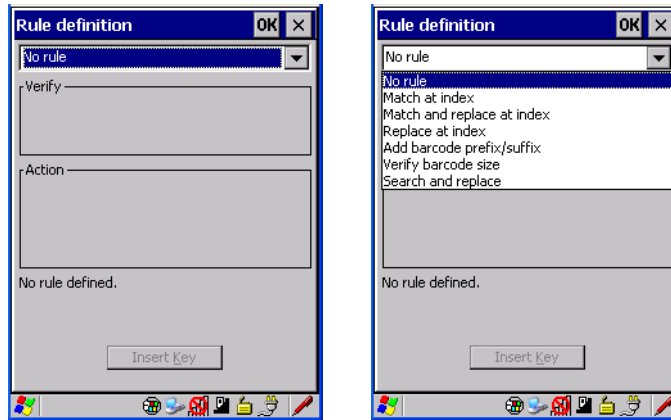 Rule definition OK
No rule
Verify
Action
No rule defined.
Insert Key
Rule definition OK
No rule
No rule
Match at index
Match and replace at index
Replace at index
Add barcode prefix/suffix
Verify barcode size
Search and replace
No rule defined.
Insert Key